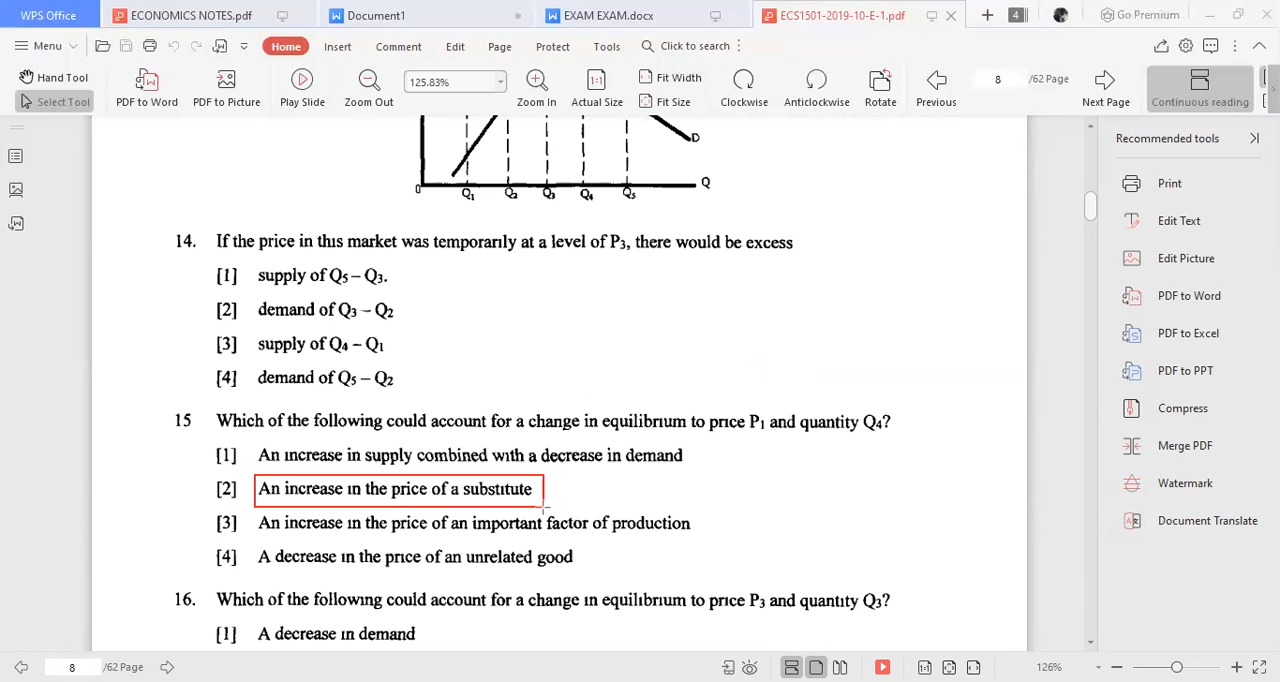 WPS Office
ECONOMICS NOTES.pdf
Document1
EXAM EXAM.docx
ECS1501-2019-10-E-1.pdf
4
Go Premium
Menu
Home
Insert
Comment
Edit
Page
Protect
Tools
Click to search
Hand Tool
Select Tool
PDF to Word
PDF to Picture
Play Slide
Zoom Out
125.83%
Zoom In
1:1
Actual Size
Fit Width
Fit Size
Clockwise
Anticlockwise
Rotate
Previous
8
/62 Page
Next Page
Continuous reading
D
0
Q
Q1
Q2
Q3
Q4
Q5
14. If the price in this market was temporarily at a level of P3, there would be excess
[1] supply of Q5 – Q3.
[2] demand of Q3 – Q2
[3] supply of Q4 – Q1
[4] demand of Q5 – Q2
15 Which of the following could account for a change in equilibrium to price P1 and quantity Q4?
[1] An increase in supply combined with a decrease in demand
[2] An increase in the price of a substitute
[3] An increase in the price of an important factor of production
[4] A decrease in the price of an unrelated good
16. Which of the following could account for a change in equilibrium to price P3 and quantity Q3?
[1] A decrease in demand
Recommended tools
Print
Edit Text
Edit Picture
PDF to Word
PDF to Excel
PDF to PPT
Compress
Merge PDF
Watermark
Document Translate
8
/62 Page
126%